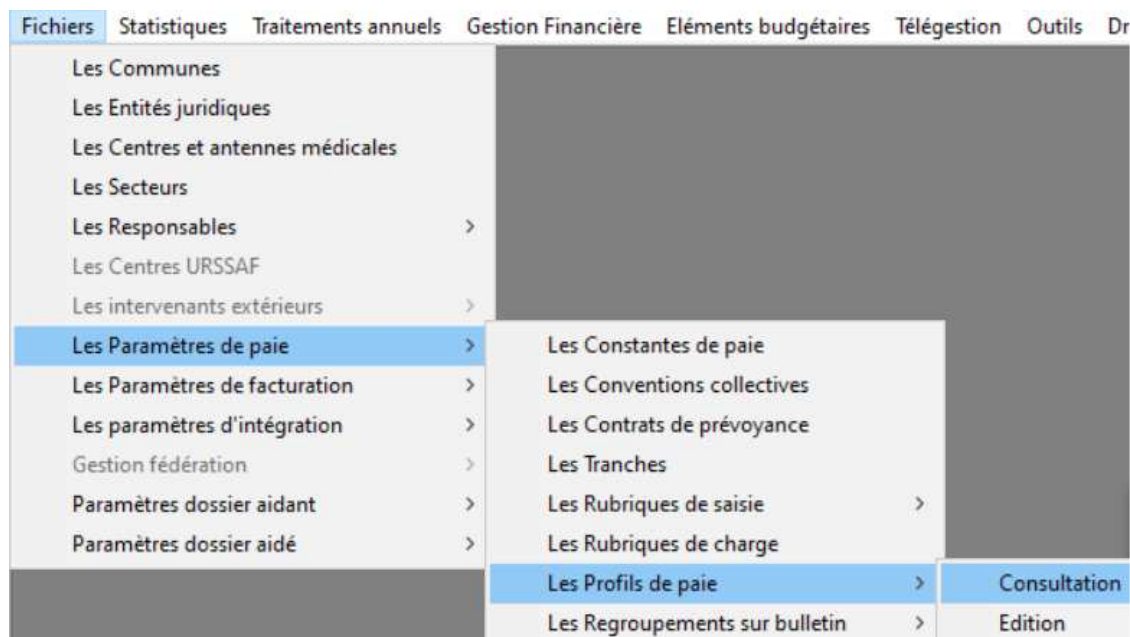 Fichiers Statistiques Traitements annuels Gestion Financière Eléments budgétaires Télégestion Outils Dr
Les Communes
Les Entités juridiques
Les Centres et antennes médicales
Les Secteurs
Les Responsables >
Les Centres URSSAF
Les intervenants extérieurs >
Les Paramètres de paie >
Les Paramètres de facturation >
Les paramètres d'intégration >
Gestion fédération >
Paramètres dossier aidant >
Paramètres dossier aidé >
Les Constantes de paie
Les Conventions collectives
Les Contrats de prévoyance
Les Tranches
Les Rubriques de saisie >
Les Rubriques de charge
Les Profils de paie >
Les Regroupements sur bulletin >
Consultation
Edition